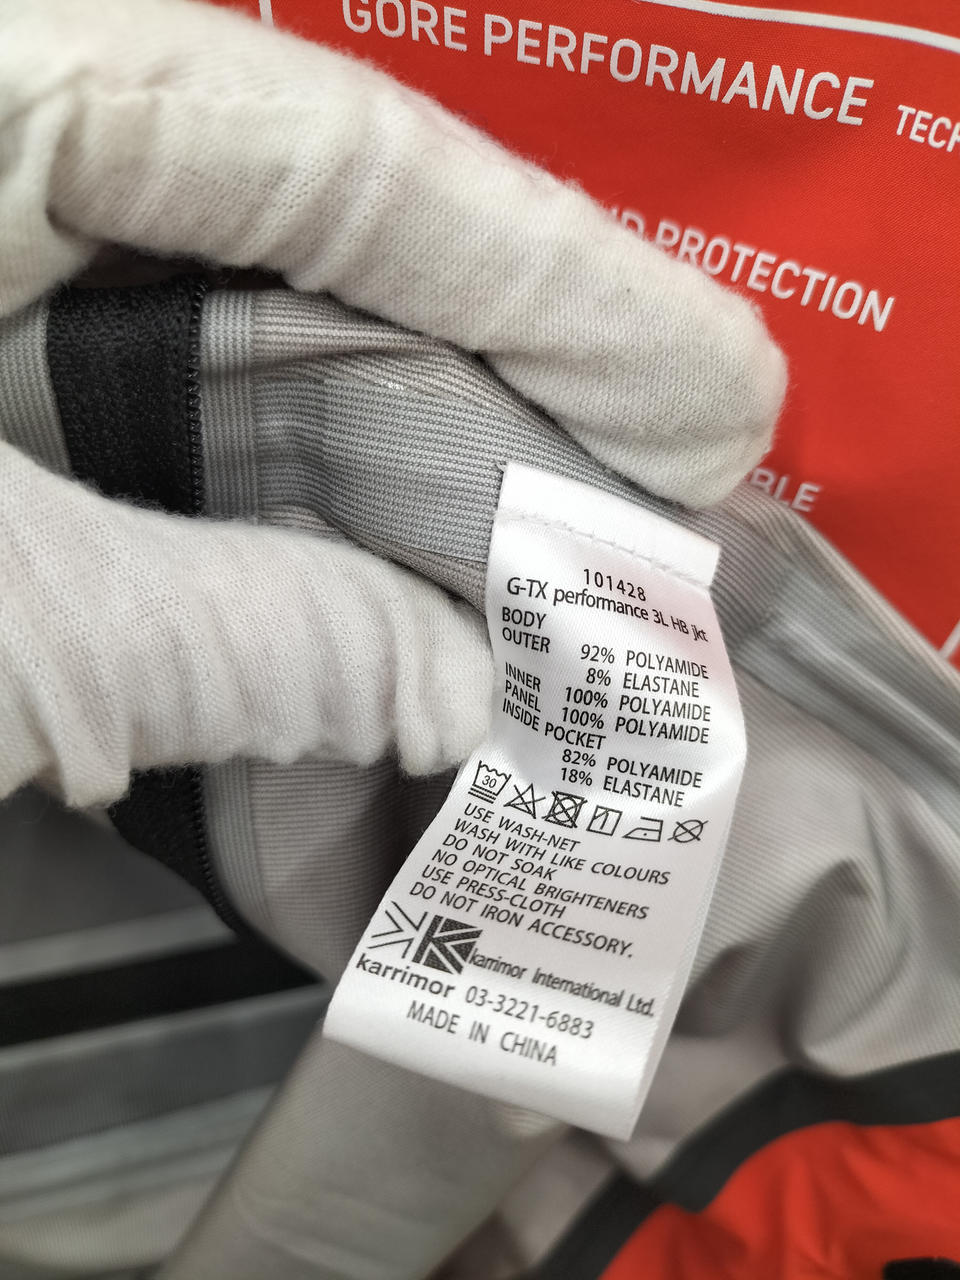 GORE PERFORMANCE TECH
PROTECTION
BLE
101428
G-TX performance 3L HB jkt
BODY
OUTER 92% POLYAMIDE
8% ELASTANE
INNER 100% POLYAMIDE
PANEL 100% POLYAMIDE
INSIDE POCKET
82% POLYAMIDE
18% ELASTANE
30
USE WASH-NET
WASH WITH LIKE COLOURS
DO NOT SOAK
NO OPTICAL BRIGHTENERS
USE PRESS-CLOTH
DO NOT IRON ACCESSORY.
karrimor International Ltd.
karrimor 03-3221-6883
MADE IN CHINA